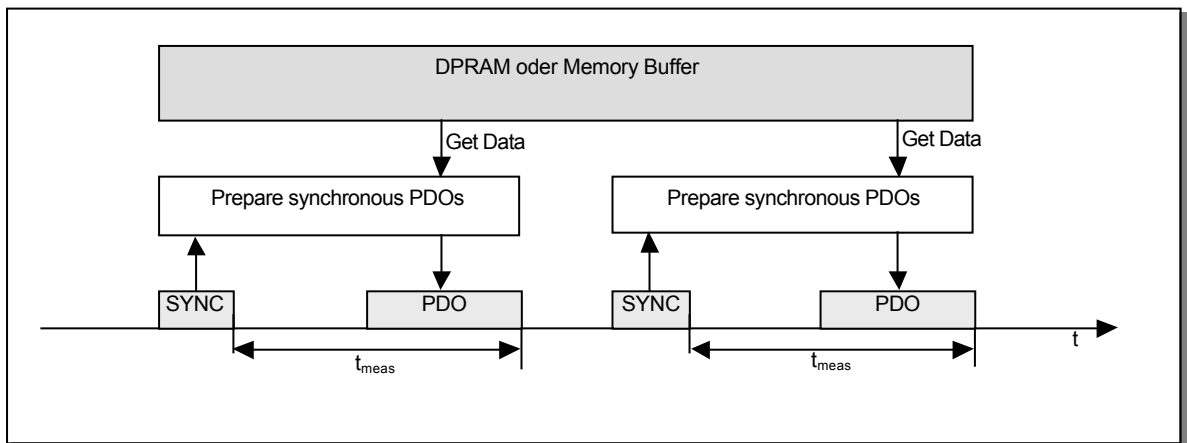 DPRAM oder Memory Buffer
Get Data
Get Data
Prepare synchronous PDOs
Prepare synchronous PDOs
SYNC
PDO
SYNC
PDO
t
tmeas
tmeas